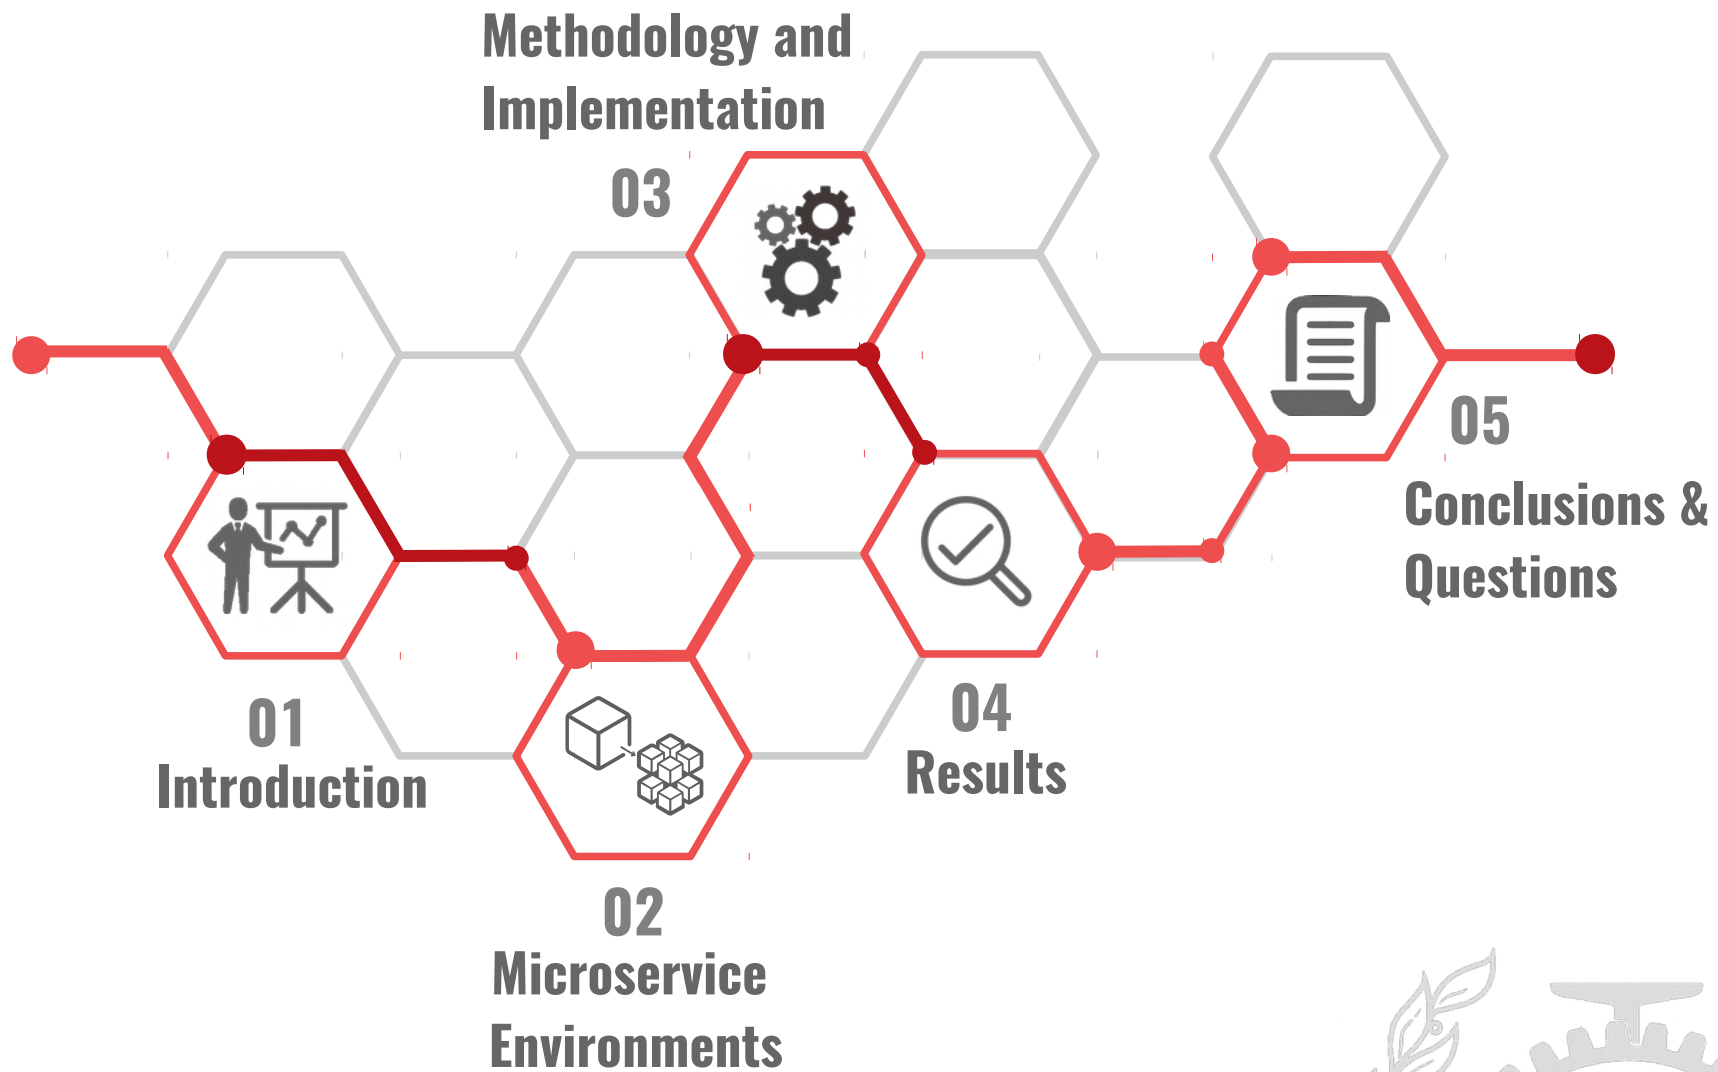 01
Introduction
02
Microservice
Environments
Methodology and
Implementation
03
04
Results
05
Conclusions &
Questions